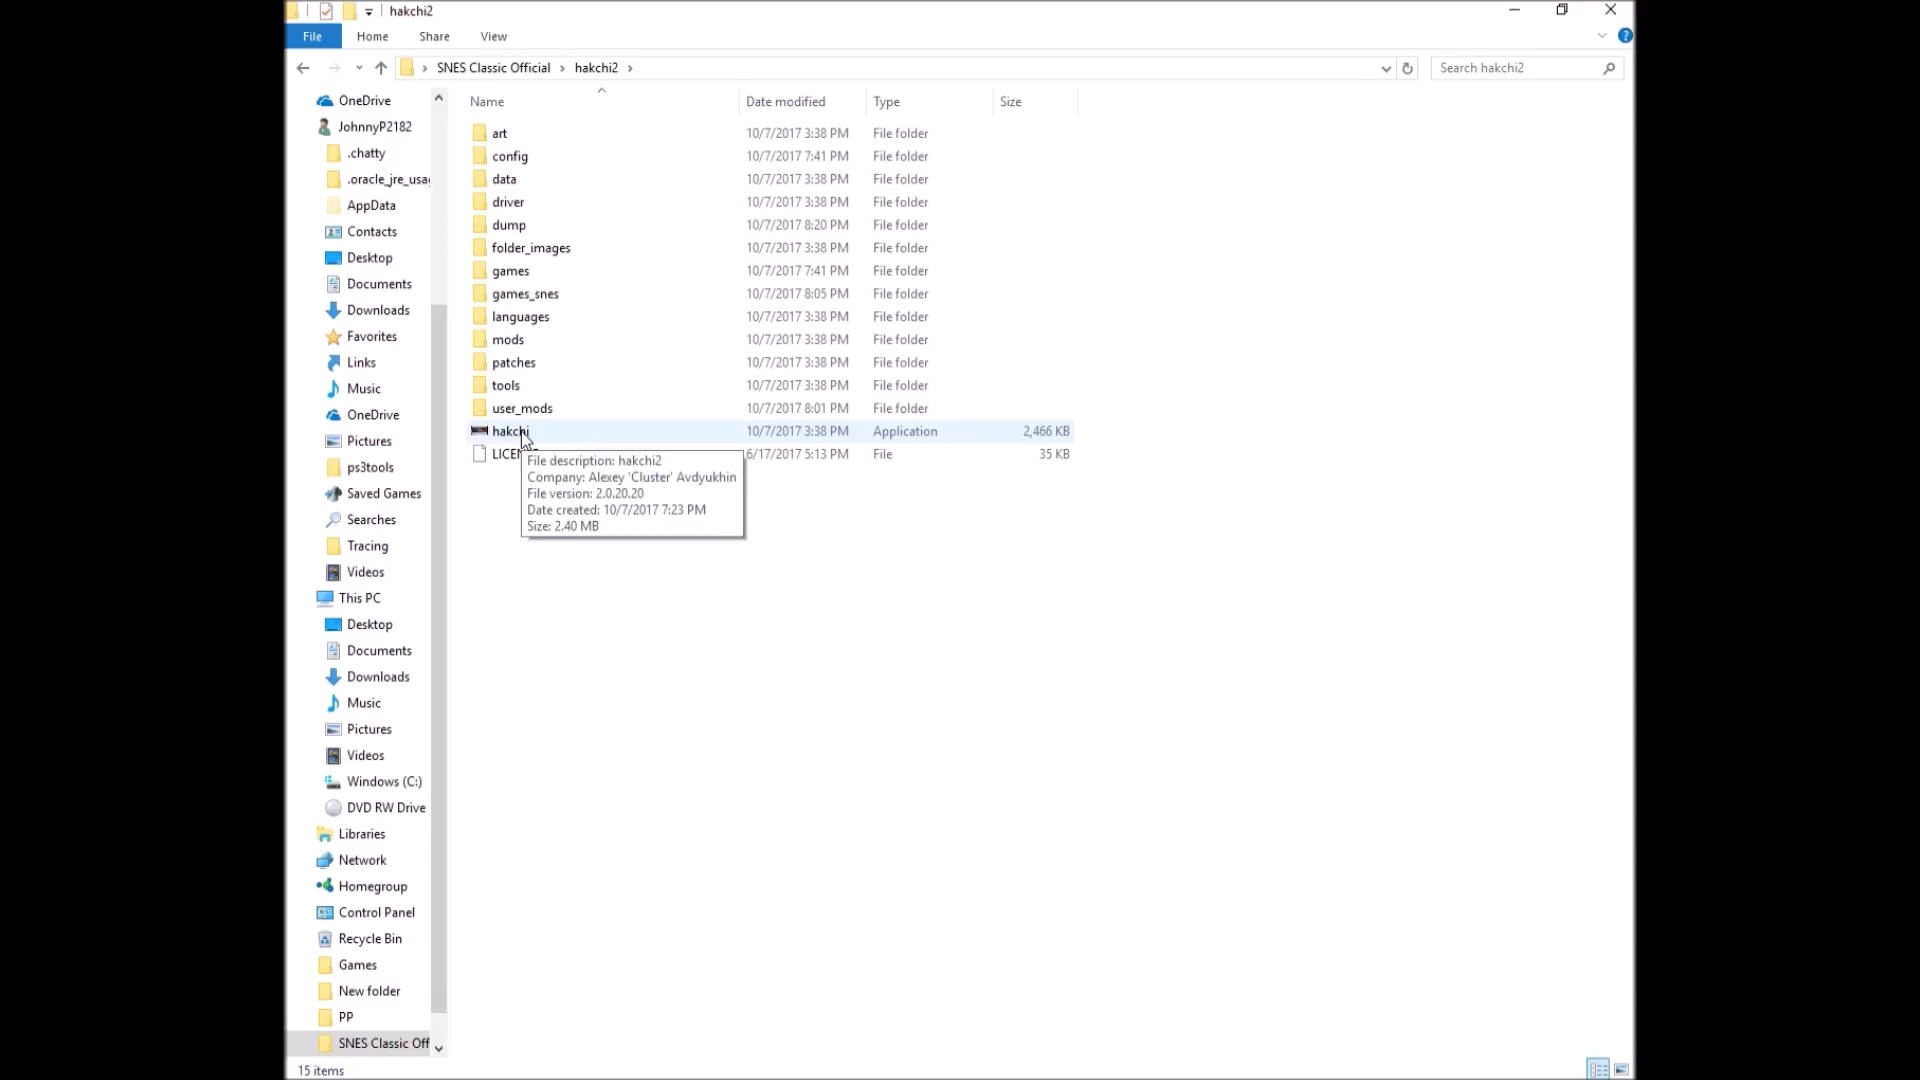 hakchi2
File Home Share View
SNES Classic Official hakchi2
Search hakchi2
Name Date modified Type Size
OneDrive
JohnnyP2182
.chatty
.oracle_jre_usa
AppData
Contacts
Desktop
Documents
Downloads
Favorites
Links
Music
OneDrive
Pictures
ps3tools
Saved Games
Searches
Tracing
Videos
This PC
Desktop
Documents
Downloads
Music
Pictures
Videos
Windows (C:)
DVD RW Drive
Libraries
Network
Homegroup
Control Panel
Recycle Bin
Games
New folder
PP
SNES Classic Off
art 10/7/2017 3:38 PM File folder
config 10/7/2017 7:41 PM File folder
data 10/7/2017 3:38 PM File folder
driver 10/7/2017 3:38 PM File folder
dump 10/7/2017 8:20 PM File folder
folder_images 10/7/2017 3:38 PM File folder
games 10/7/2017 7:41 PM File folder
games_snes 10/7/2017 8:05 PM File folder
languages 10/7/2017 3:38 PM File folder
mods 10/7/2017 3:38 PM File folder
patches 10/7/2017 3:38 PM File folder
tools 10/7/2017 3:38 PM File folder
user_mods 10/7/2017 8:01 PM File folder
hakchi 10/7/2017 3:38 PM Application 2,466 KB
LICEN 6/17/2017 5:13 PM File 35 KB
File description: hakchi2
Company: Alexey 'Cluster' Avdyukhin
File version: 2.0.20.20
Date created: 10/7/2017 7:23 PM
Size: 2.40 MB
15 items